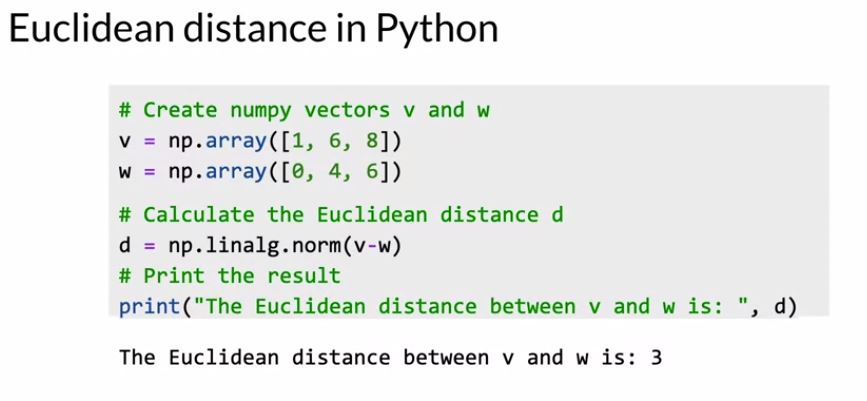 Euclidean distance in Python
# Create numpy vectors v and w
v = np.array([1, 6, 8])
w = np.array([0, 4, 6])
# Calculate the Euclidean distance d
d = np.linalg.norm(v-w)
# Print the result
print("The Euclidean distance between v and w is: ", d)
The Euclidean distance between v and w is: 3